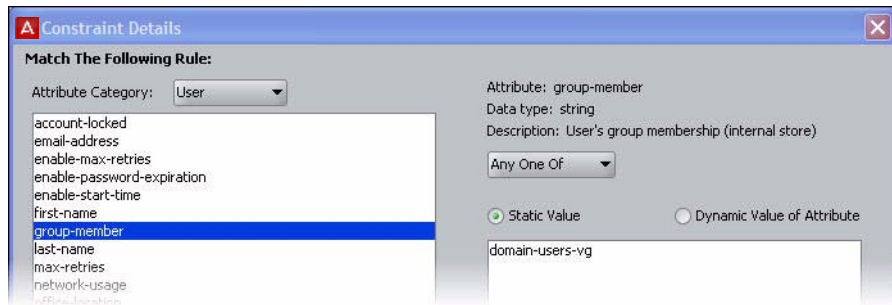 A Constraint Details
Match The Following Rule:
Attribute Category: User
account-locked
email-address
enable-max-retries
enable-password-expiration
enable-start-time
first-name
group-member
last-name
max-retries
network-usage
office-location
Attribute: group-member
Data type: string
Description: User's group membership (internal store)
Any One Of
Static Value Dynamic Value of Attribute
domain-users-vg